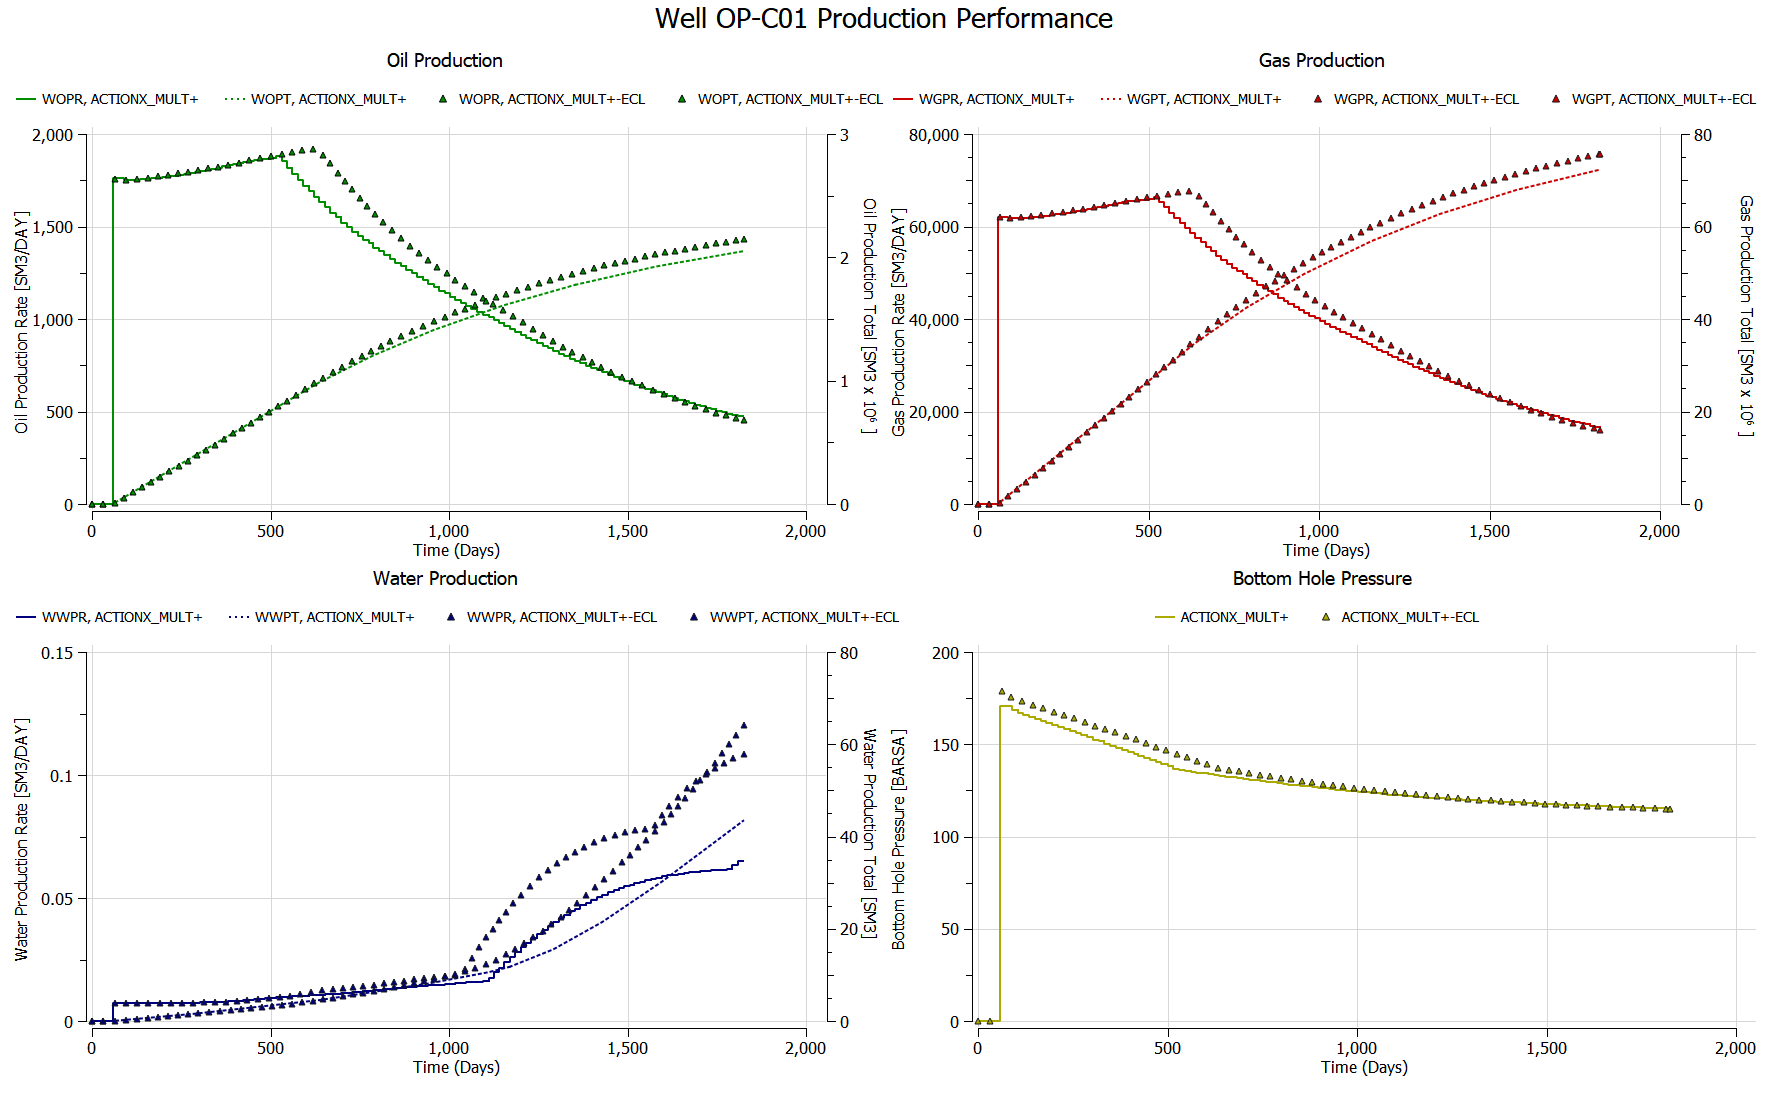 Well OP-C01 Production Performance
Oil Production
WOPR, ACTIONX_MULT+ WOPT, ACTIONX_MULT+ WOPR, ACTIONX_MULT+-ECL WOPT, ACTIONX_MULT+-ECL
2,000
1,500
1,000
500
0
Oil Production Rate [SM3/DAY]
3
2
1
0
Oil Production Total [SM3 x 10⁶ ]
0 500 1,000 1,500 2,000
Time (Days)
Gas Production
WGPR, ACTIONX_MULT+ WGPT, ACTIONX_MULT+ WGPR, ACTIONX_MULT+-ECL WGPT, ACTIONX_MULT+-ECL
80,000
60,000
40,000
20,000
0
Gas Production Rate [SM3/DAY]
80
60
40
20
0
Gas Production Total [SM3 x 10⁶ ]
0 500 1,000 1,500 2,000
Time (Days)
Water Production
WWPR, ACTIONX_MULT+ WWPT, ACTIONX_MULT+ WWPR, ACTIONX_MULT+-ECL WWPT, ACTIONX_MULT+-ECL
0.15
0.1
0.05
0
Water Production Rate [SM3/DAY]
80
60
40
20
0
Water Production Total [SM3]
0 500 1,000 1,500 2,000
Time (Days)
Bottom Hole Pressure
ACTIONX_MULT+ ACTIONX_MULT+-ECL
200
150
100
50
0
Bottom Hole Pressure [BARSA]
0 500 1,000 1,500 2,000
Time (Days)